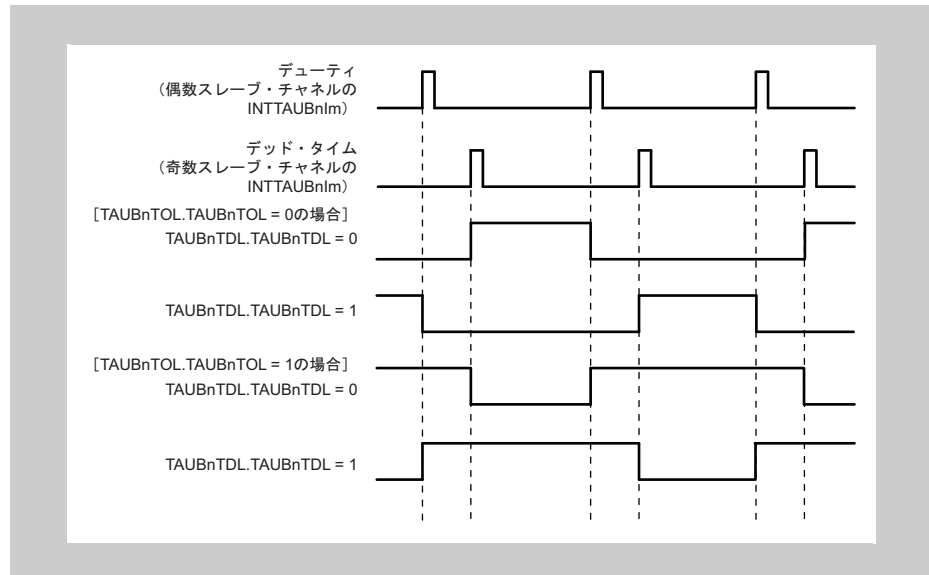 デューティ
（偶数スレーブ・チャネルの
INTTAUBnIm）
デッド・タイム
（奇数スレーブ・チャネルの
INTTAUBnIm）
［TAUBnTOL.TAUBnTOL = 0の場合］
TAUBnTDL.TAUBnTDL = 0
TAUBnTDL.TAUBnTDL = 1
［TAUBnTOL.TAUBnTOL = 1の場合］
TAUBnTDL.TAUBnTDL = 0
TAUBnTDL.TAUBnTDL = 1